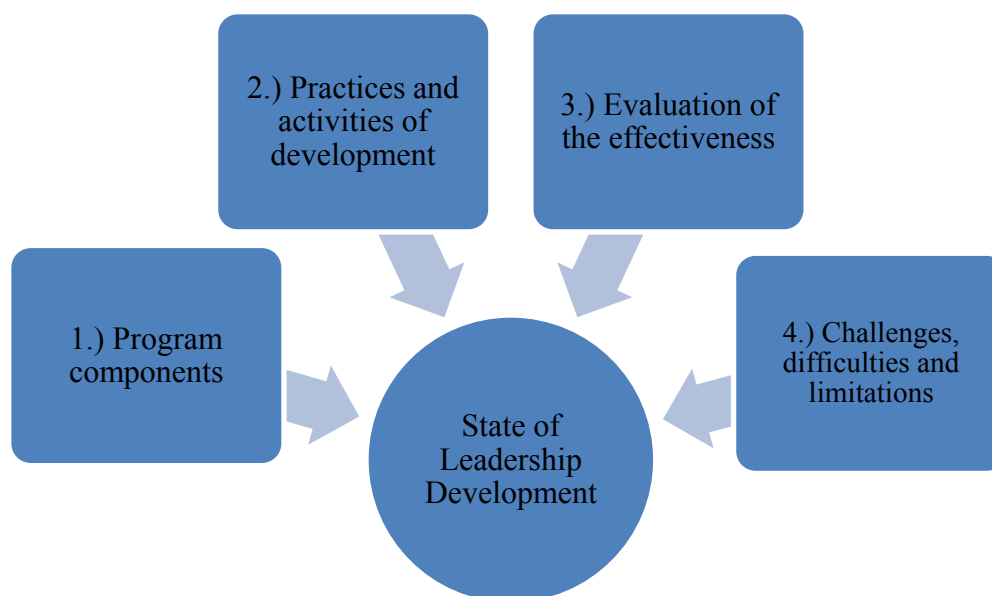 1.) Program
components
2.) Practices and
activities of
development
3.) Evaluation of
the effectiveness
4.) Challenges,
difficulties and
limitations
State of
Leadership
Development